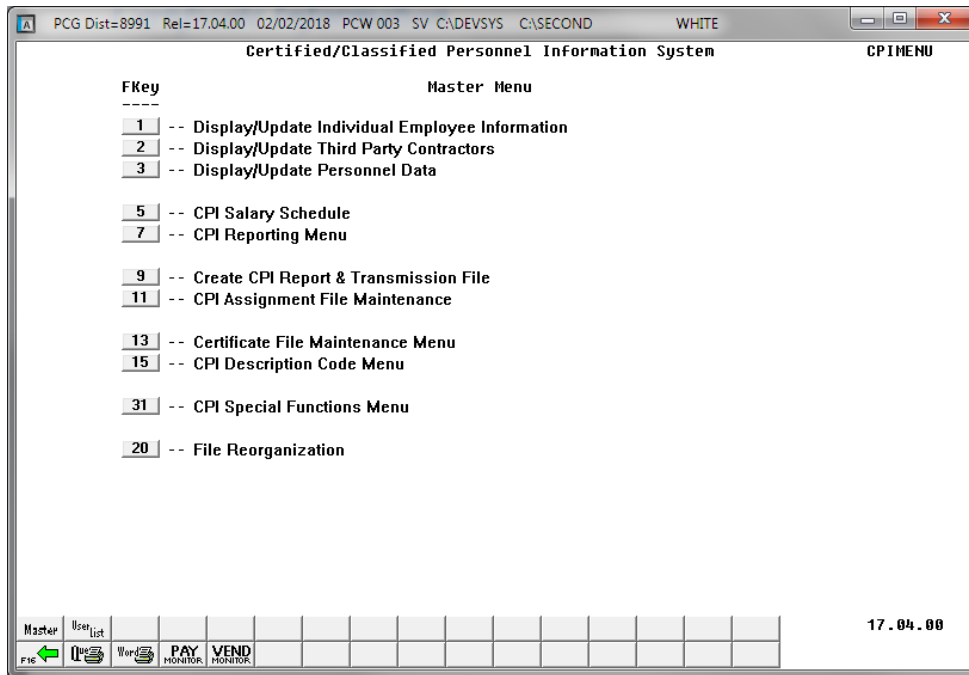 A PCG Dist=8991 Rel=17.04.00 02/02/2018 PCW 003 SV C:\DEVSYS C:\SECOND WHITE
Certified/Classified Personnel Information System CPIMENU
FKey Master Menu
----
1 -- Display/Update Individual Employee Information
2 -- Display/Update Third Party Contractors
3 -- Display/Update Personnel Data
5 -- CPI Salary Schedule
7 -- CPI Reporting Menu
9 -- Create CPI Report & Transmission File
11 -- CPI Assignment File Maintenance
13 -- Certificate File Maintenance Menu
15 -- CPI Description Code Menu
31 -- CPI Special Functions Menu
20 -- File Reorganization
Master User List 17.04.00
F16 Que Word PAY MONITOR VEND MONITOR